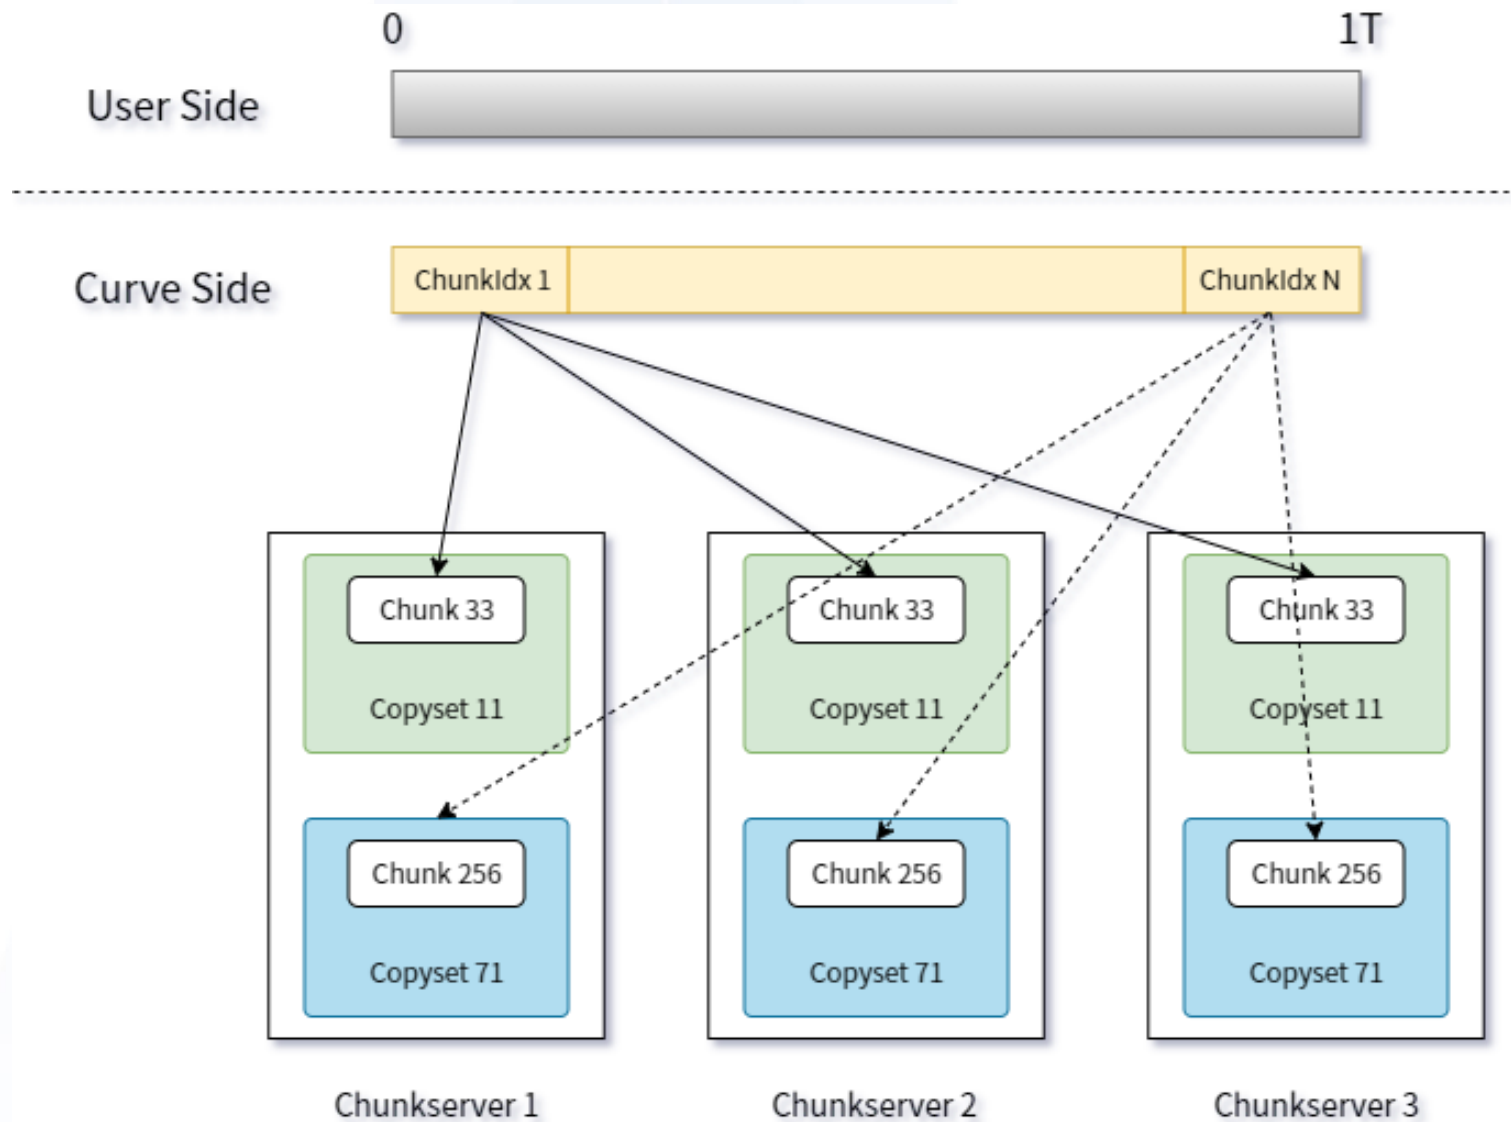 0 1T
User Side
Curve Side
ChunkIdx 1 ChunkIdx N
Chunk 33 Chunk 33 Chunk 33
Copyset 11 Copyset 11 Copyset 11
Chunk 256 Chunk 256 Chunk 256
Copyset 71 Copyset 71 Copyset 71
Chunkserver 1 Chunkserver 2 Chunkserver 3